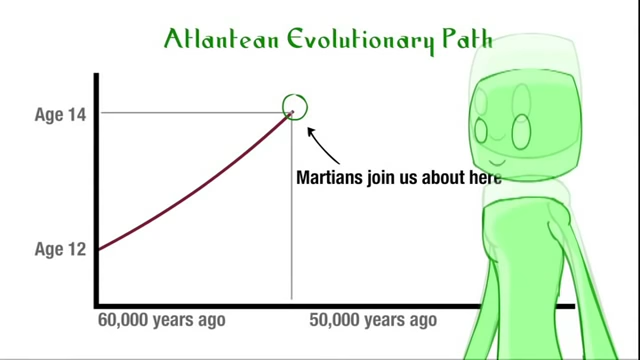 Atlantean Evolutionary Path
Age 14
Martians join us about here
Age 12
60,000 years ago
50,000 years ago